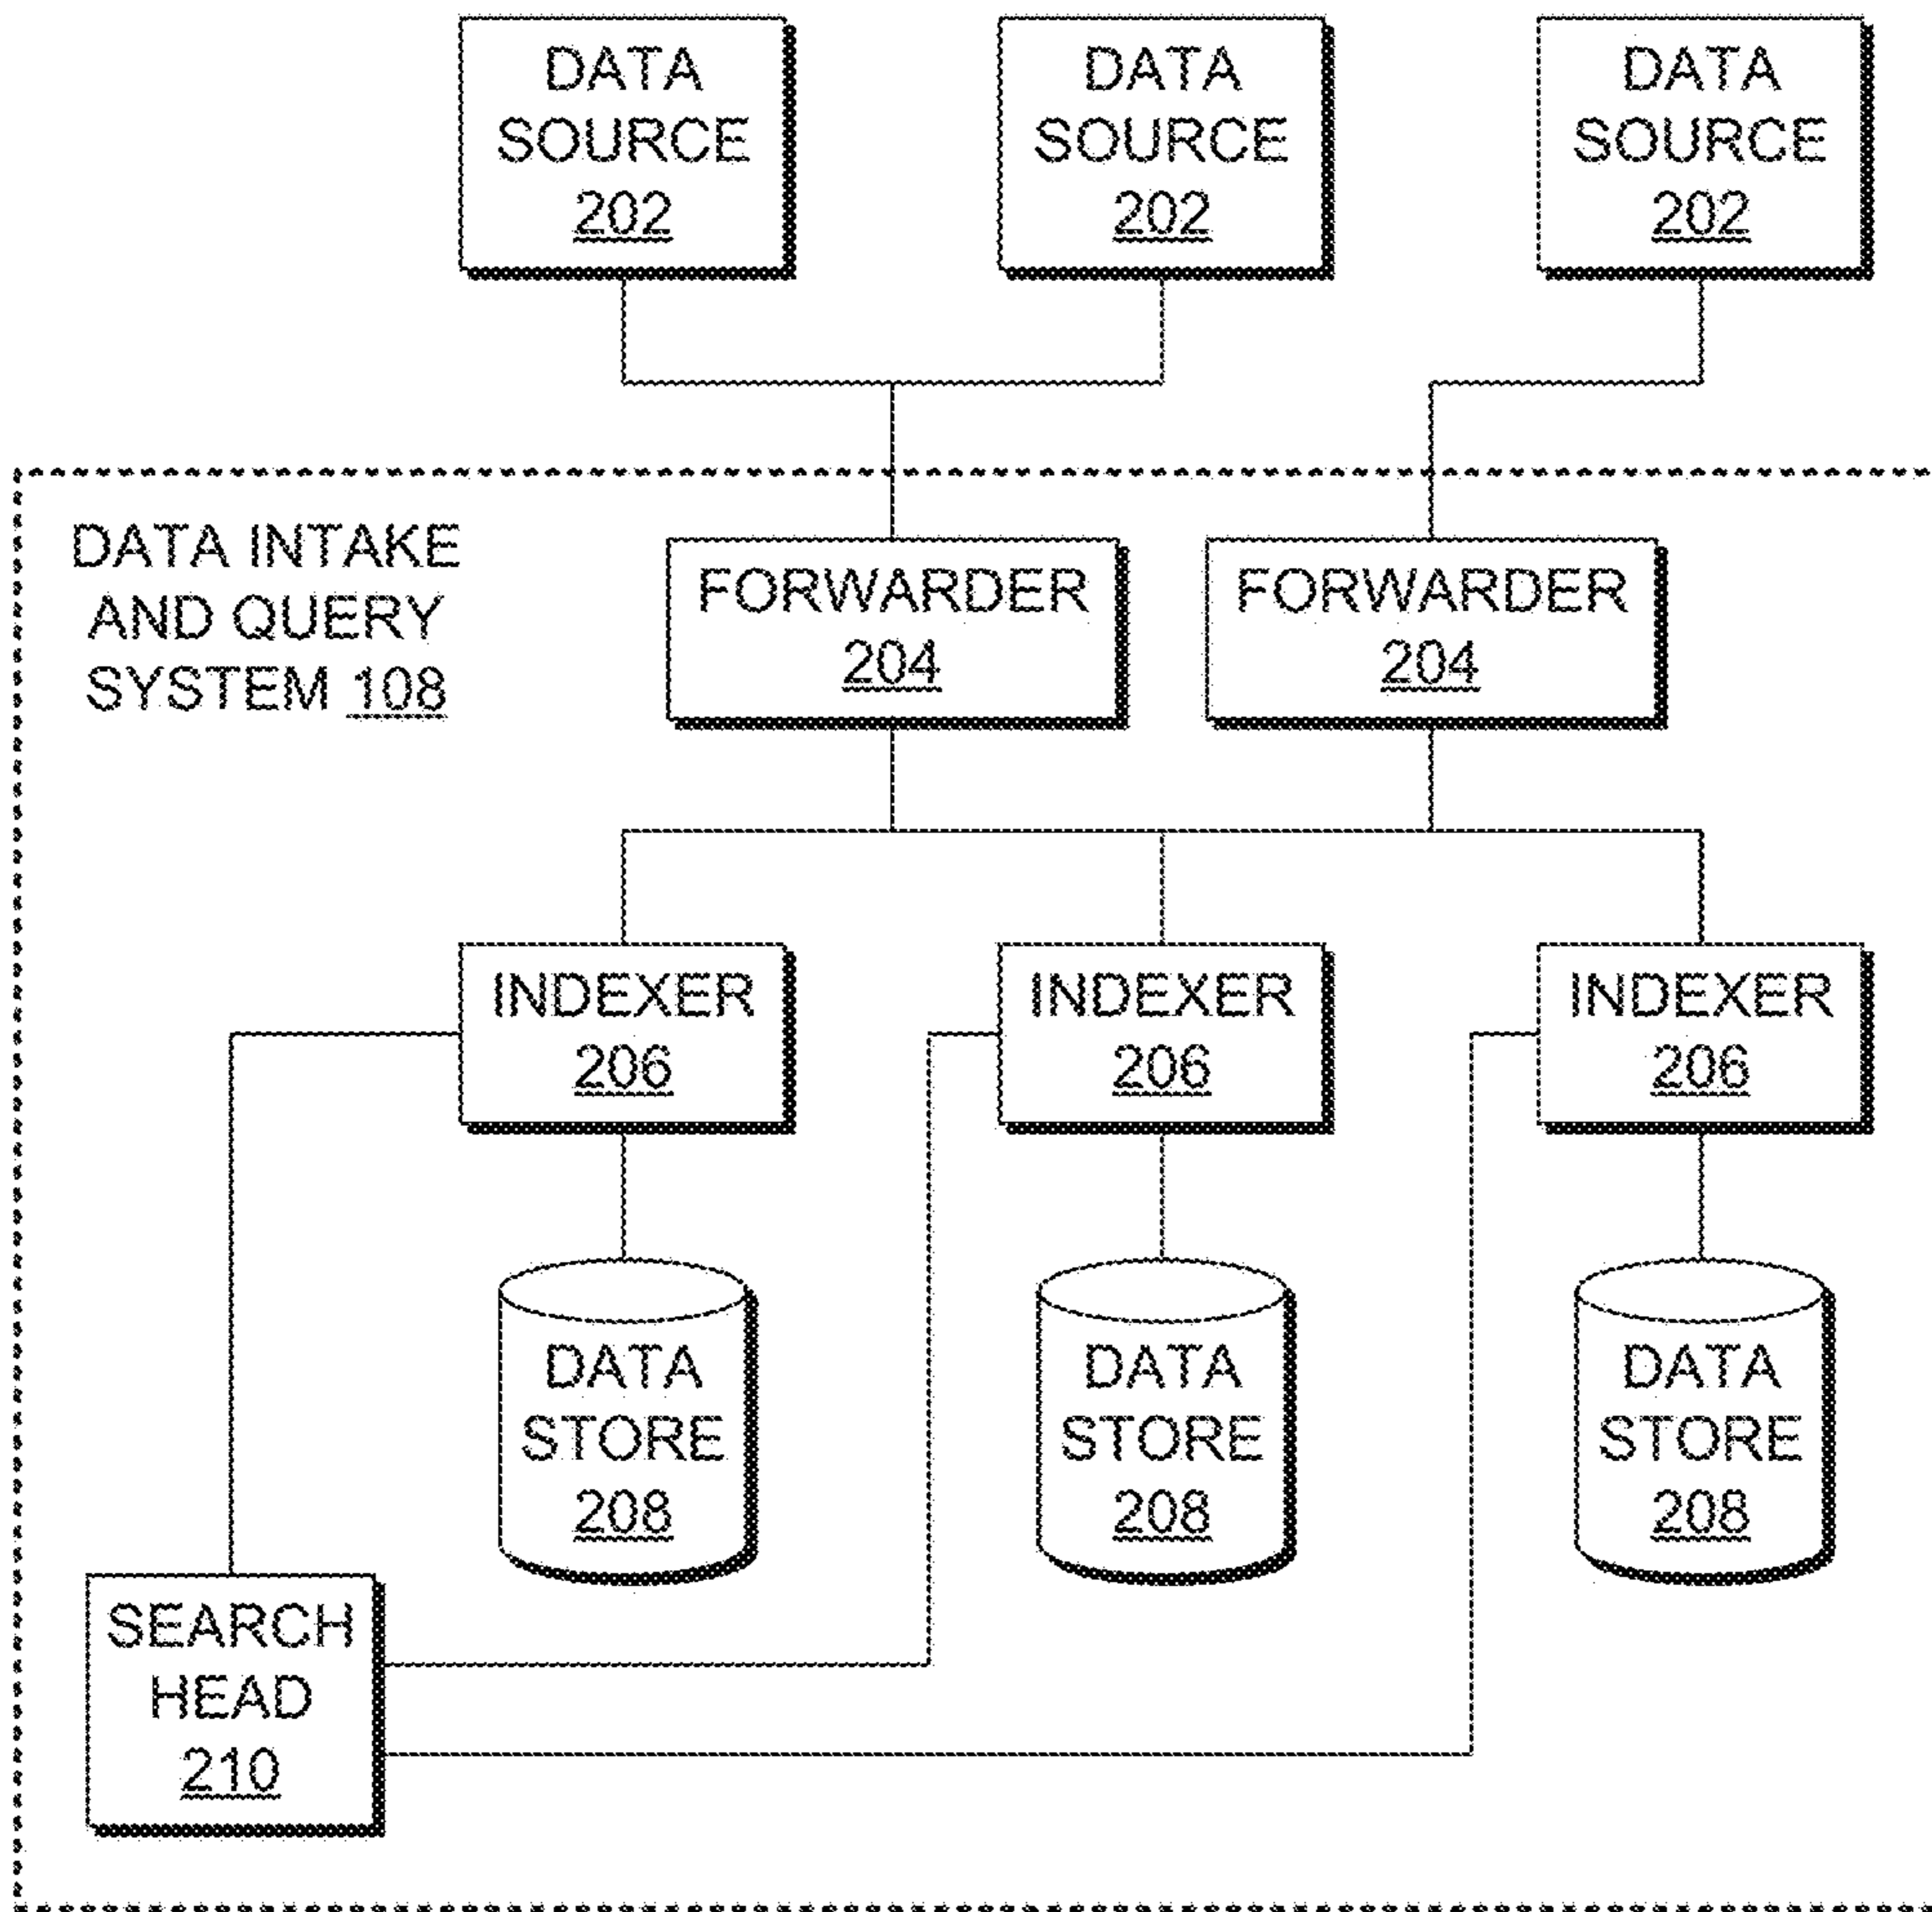 DATA
SOURCE
202
DATA
SOURCE
202
DATA
SOURCE
202
DATA INTAKE
AND QUERY
SYSTEM 108
FORWARDER
204
FORWARDER
204
INDEXER
206
INDEXER
206
INDEXER
206
DATA
STORE
208
DATA
STORE
208
DATA
STORE
208
SEARCH
HEAD
210